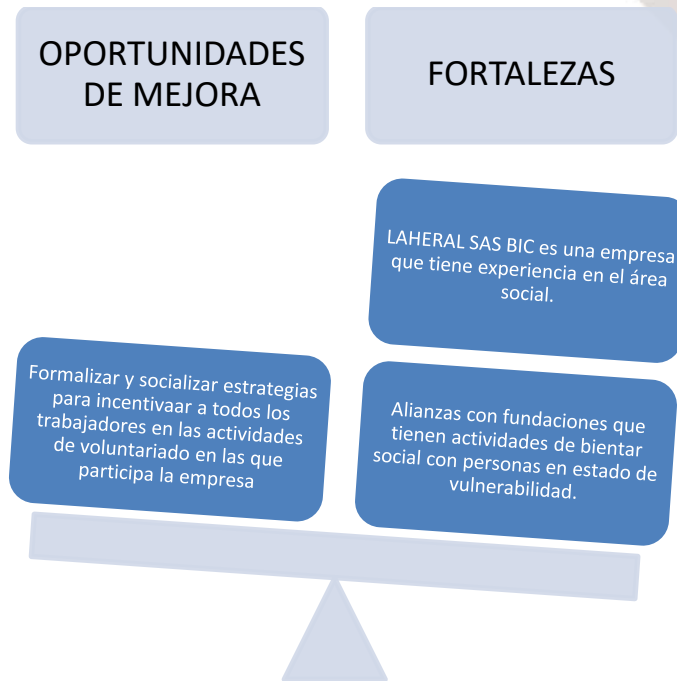 OPORTUNIDADES
DE MEJORA
FORTALEZAS
LAHERAL SAS BIC es una empresa
que tiene experiencia en el área
social.
Formalizar y socializar estrategias
para incentivaar a todos los
trabajadores en las actividades
de voluntariado en las que
participa la empresa
Alianzas con fundaciones que
tienen actividades de bientar
social con personas en estado de
vulnerabilidad.